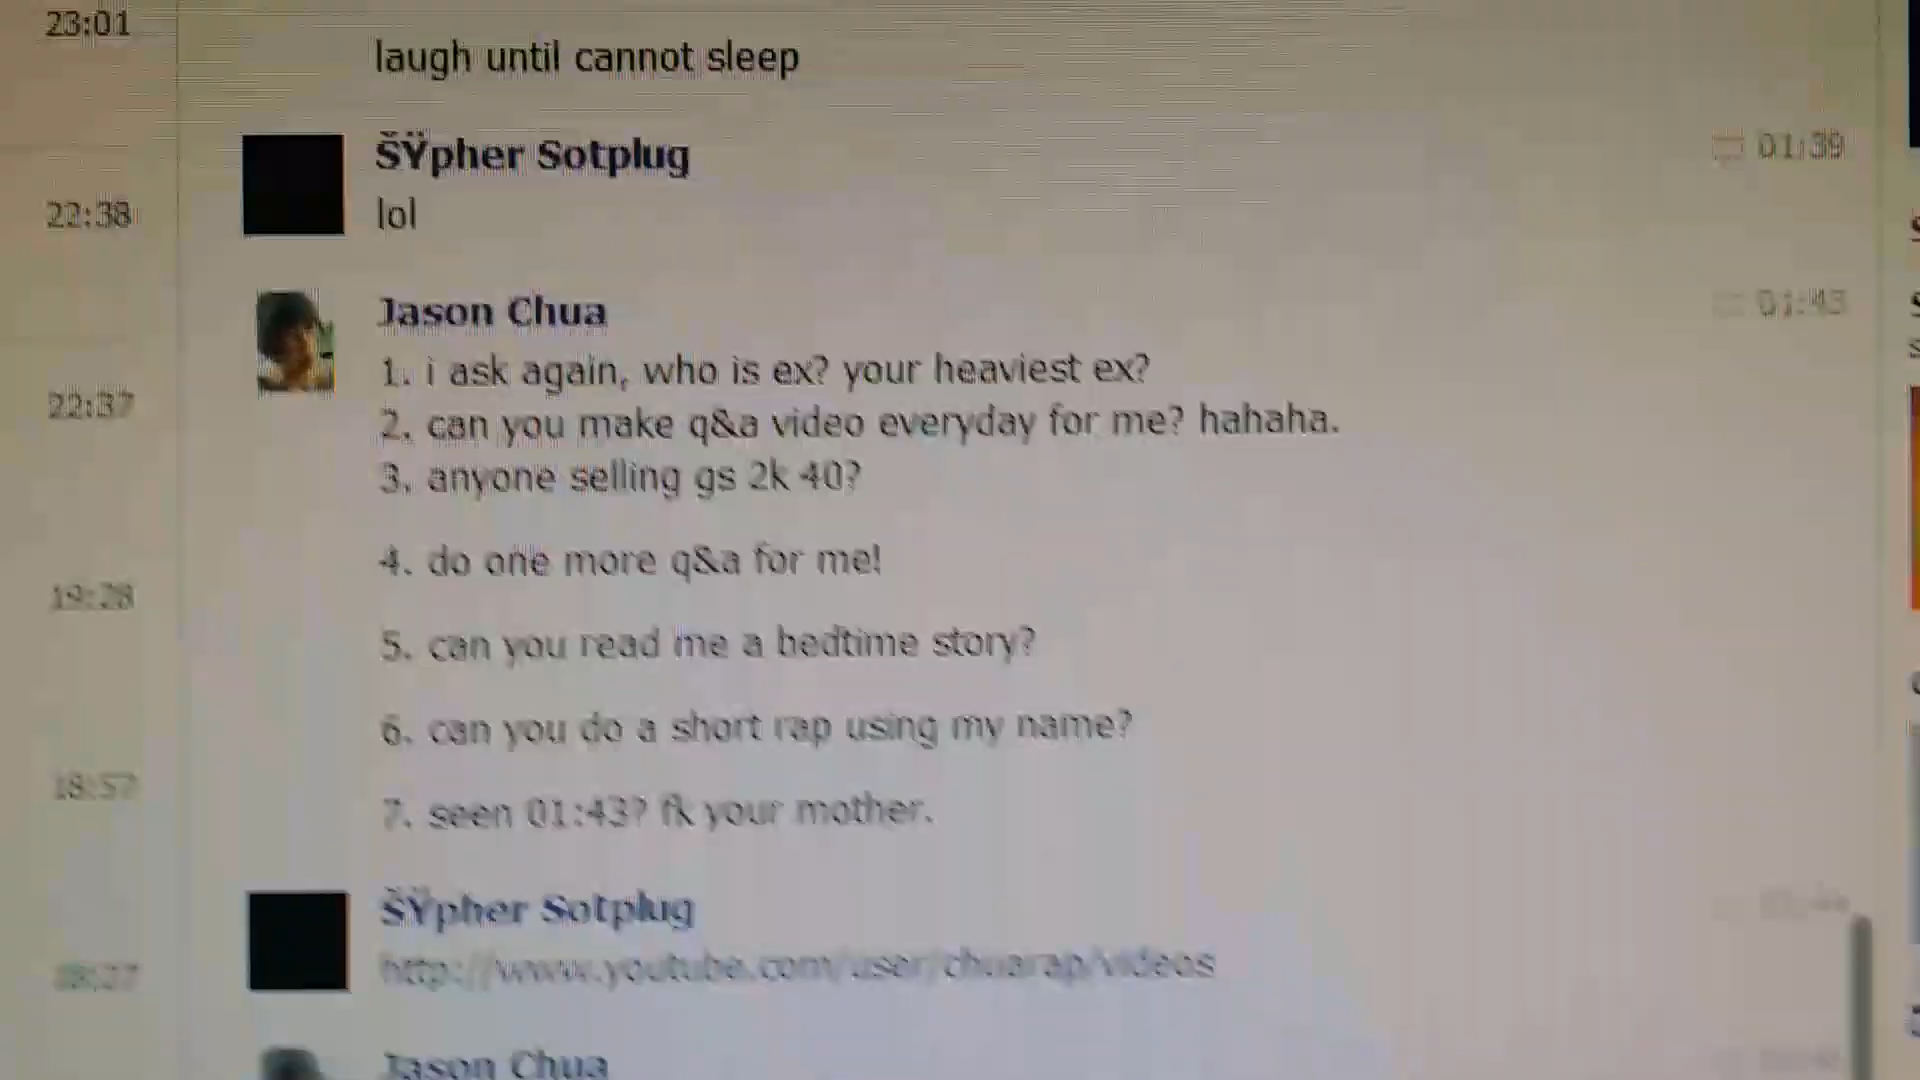 23:01
laugh until cannot sleep
ŠŸpher Sotplug
01:39
22:38
lol
Jason Chua
01:43
1. i ask again, who is ex? your heaviest ex?
22:37
2. can you make q&a video everyday for me? hahaha.
3. anyone selling gs 2k 40?
4. do one more q&a for me!
19:28
5. can you read me a bedtime story?
6. can you do a short rap using my name?
18:57
7. seen 01:43? fk your mother.
ŠŸpher Sotplug
http://www.youtube.com/user/chuarap/videos
Jason Chua